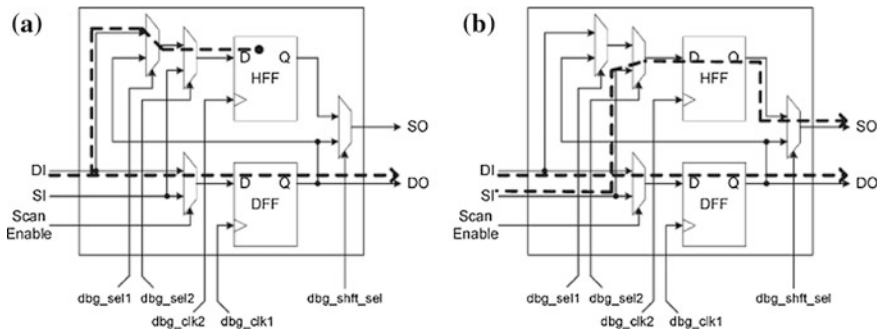 (a)
D Q
HFF
SO
DI
D Q
DO
SI
DFF
Scan
Enable
dbg_sel1
dbg_sel2
dbg_shft_sel
dbg_clk2
dbg_clk1
(b)
D Q
HFF
SO
DI
D Q
DO
SI
DFF
Scan
Enable
dbg_sel1
dbg_sel2
dbg_shft_sel
dbg_clk2
dbg_clk1